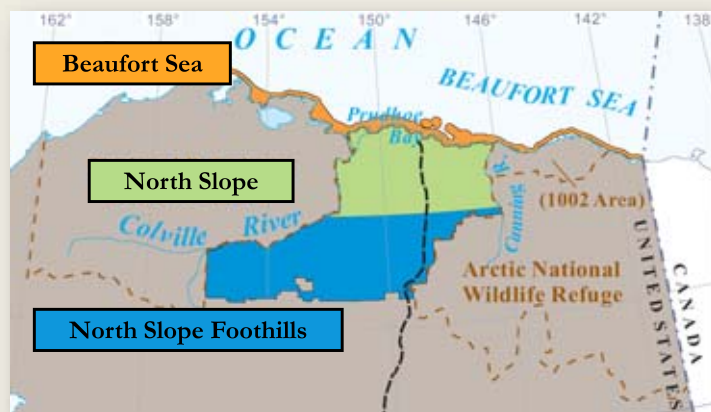 162°
154°
150°
146°
142°
138
OCEAN
Beaufort Sea
BEAUFORT SEA
Prudhoe
Bay
North Slope
R.
(1002 Area)
Colville River
Canning
Arctic National
Wildlife Refuge
UNITED STATES
CANADA
North Slope Foothills